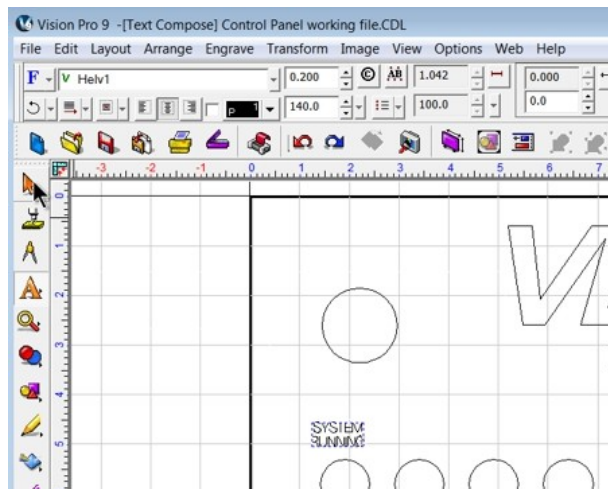 Vision Pro 9 -[Text Compose] Control Panel working file.CDL
File Edit Layout Arrange Engrave Transform Image View Options Web Help
F V Helv1 0.200 © AB 1.042 0.000
P 1 140.0 100.0 0.0
-3 -2 -1 0 1 2 3 4 5 6 7
0
1
2
3
4
5
SYSTEM
RUNNING